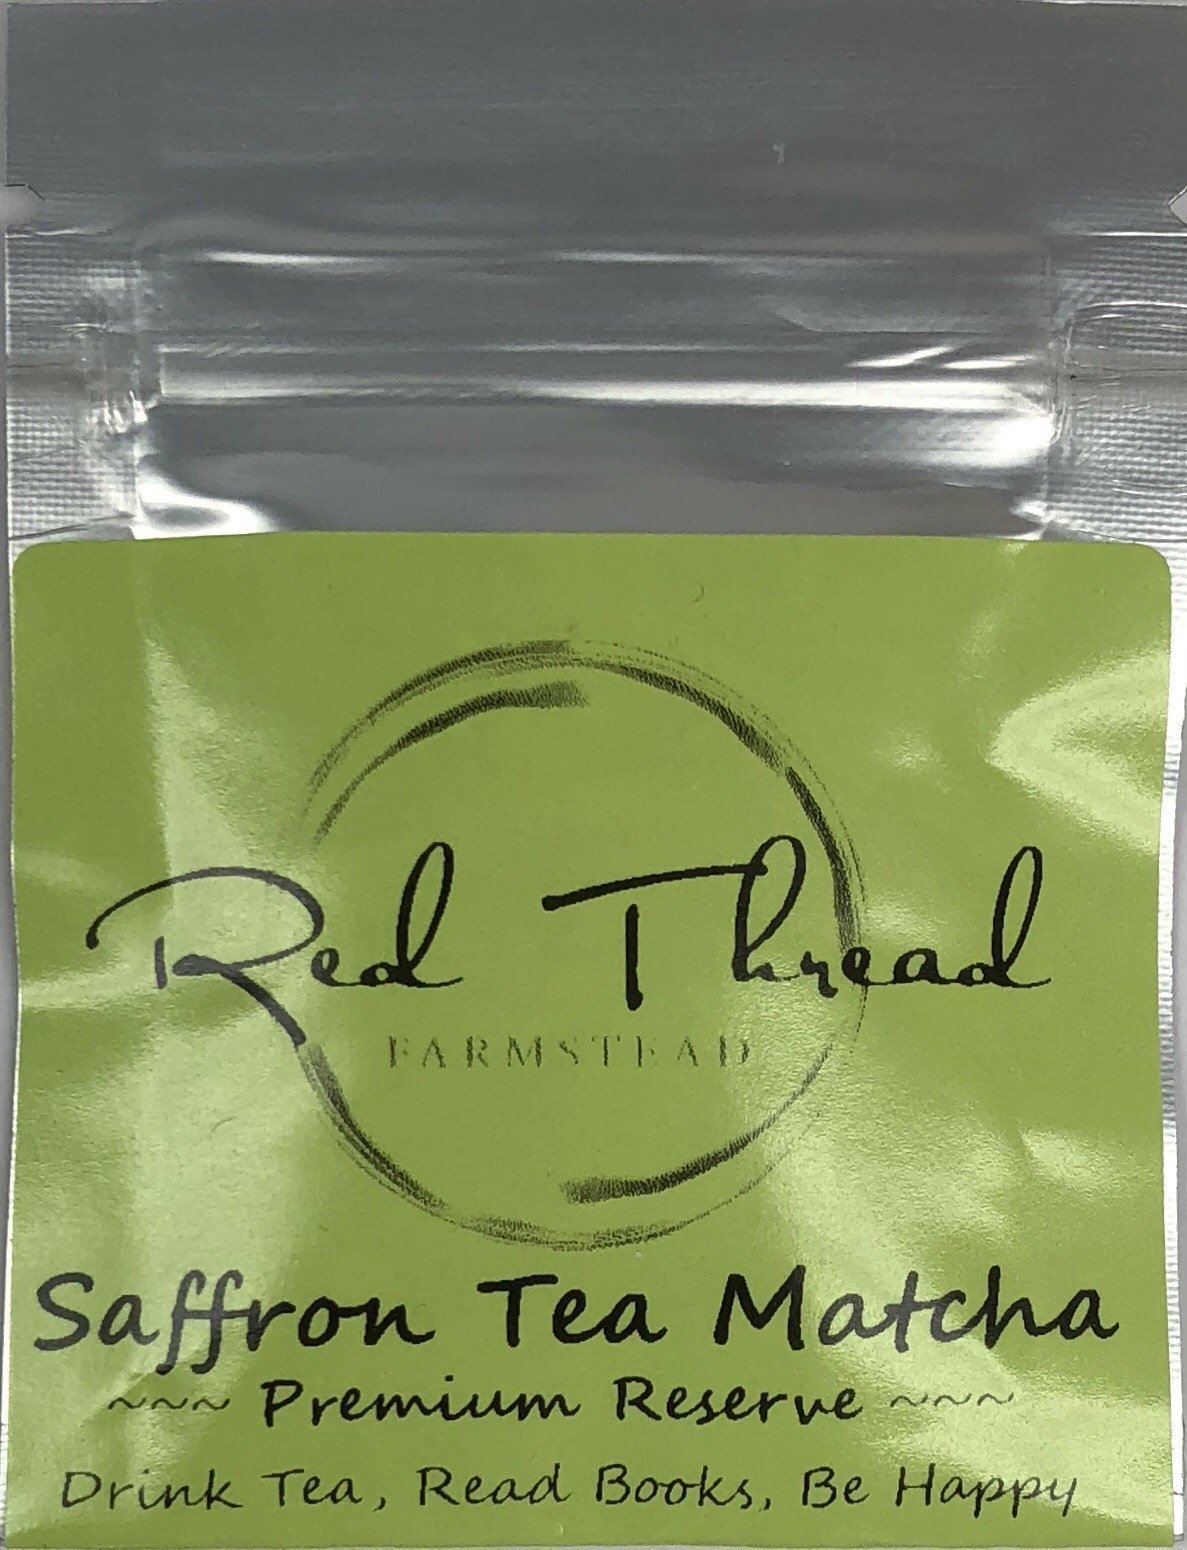 Red Thread
FARMSTEAD
Saffron Tea Matcha
~~~ Premium Reserve ~~~
Drink Tea, Read Books, Be Happy